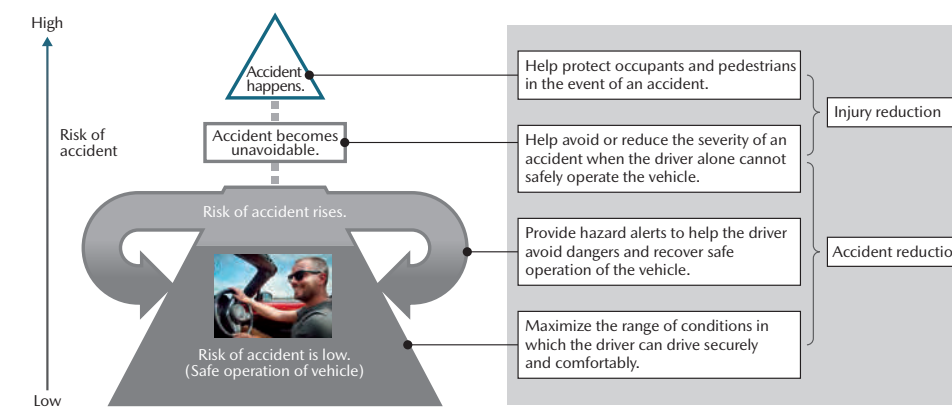 High
Risk of
accident
Low
Accident
happens.
Accident becomes
unavoidable.
Risk of accident rises.
Risk of accident is low.
(Safe operation of vehicle)
Help protect occupants and pedestrians
in the event of an accident.
Help avoid or reduce the severity of an
accident when the driver alone cannot
safely operate the vehicle.
Provide hazard alerts to help the driver
avoid dangers and recover safe
operation of the vehicle.
Maximize the range of conditions in
which the driver can drive securely
and comfortably.
Injury reduction
Accident reductio